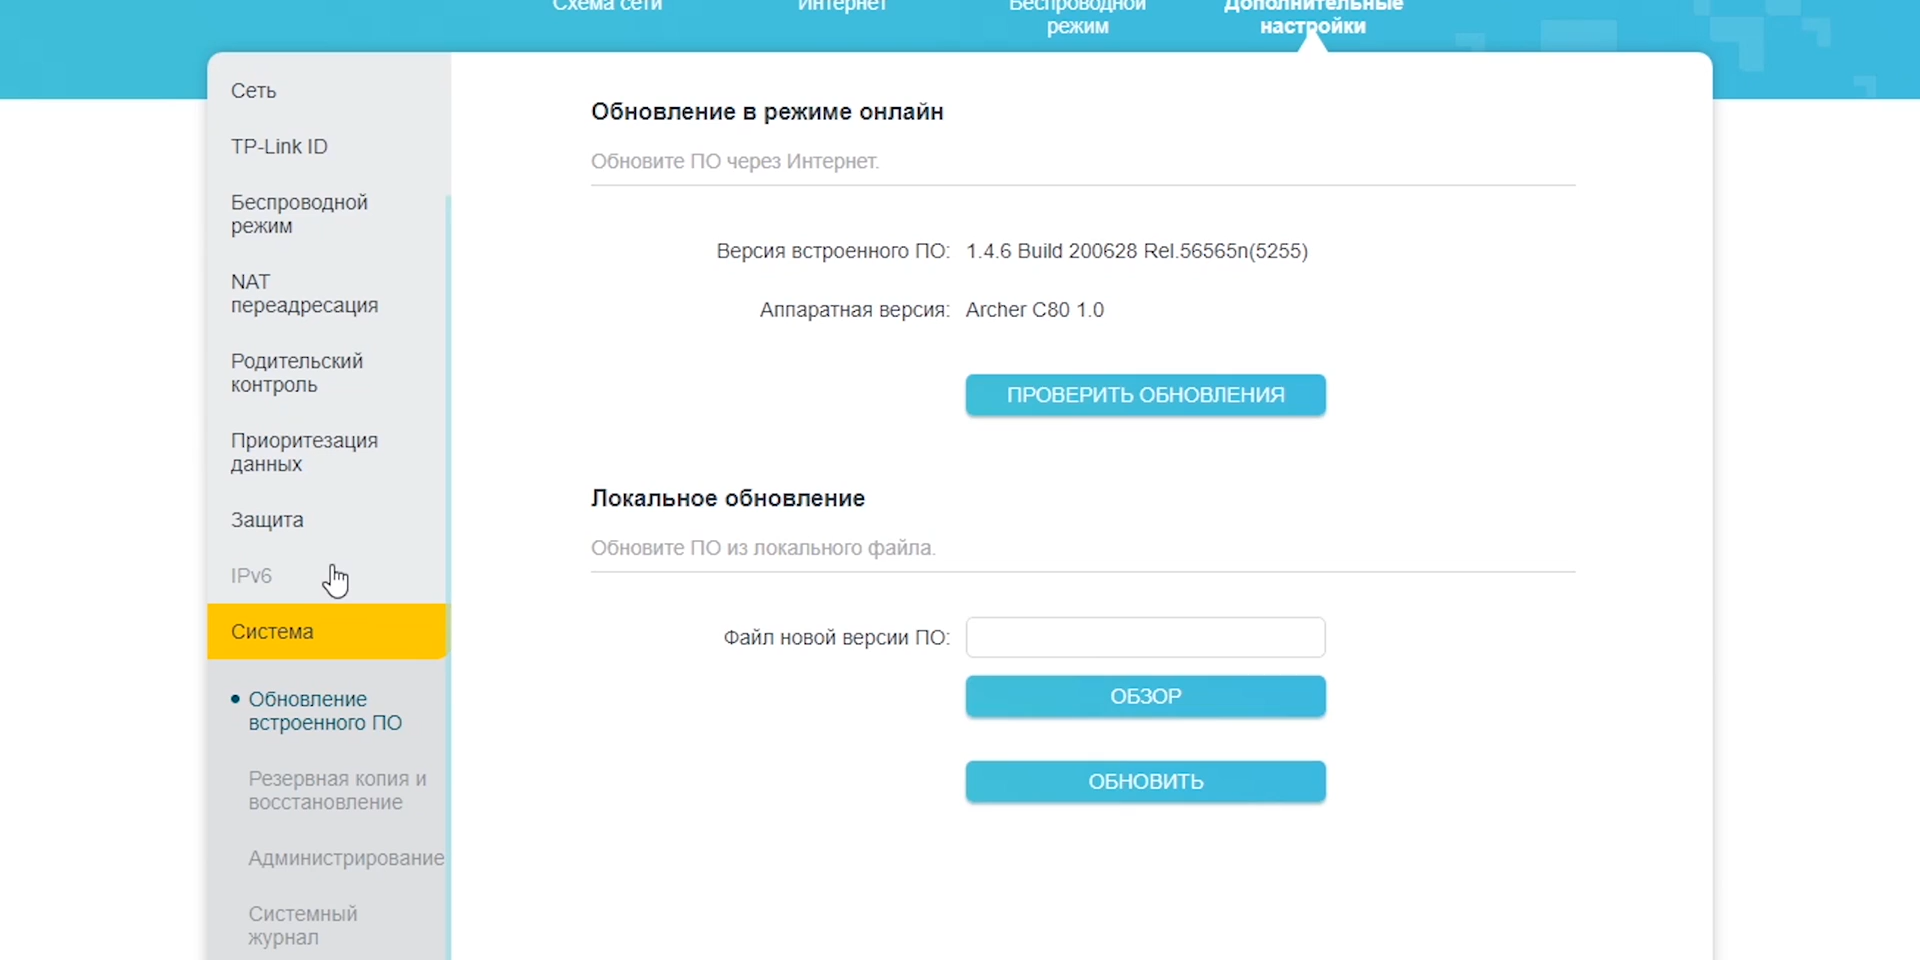 Схема сети
Интернет
Беспроводной
режим
Дополнительные
настройки
Сеть
TP-Link ID
Беспроводной
режим
NAT
переадресация
Родительский
контроль
Приоритезация
данных
Защита
IPv6
Система
Обновление
встроенного ПО
Резервная копия и
восстановление
Администрирование
Системный
журнал
Обновление в режиме онлайн
Обновите ПО через Интернет.
Версия встроенного ПО: 1.4.6 Build 200628 Rel.56565n(5255)
Аппаратная версия: Archer C80 1.0
ПРОВЕРИТЬ ОБНОВЛЕНИЯ
Локальное обновление
Обновите ПО из локального файла.
Файл новой версии ПО:
ОБЗОР
ОБНОВИТЬ